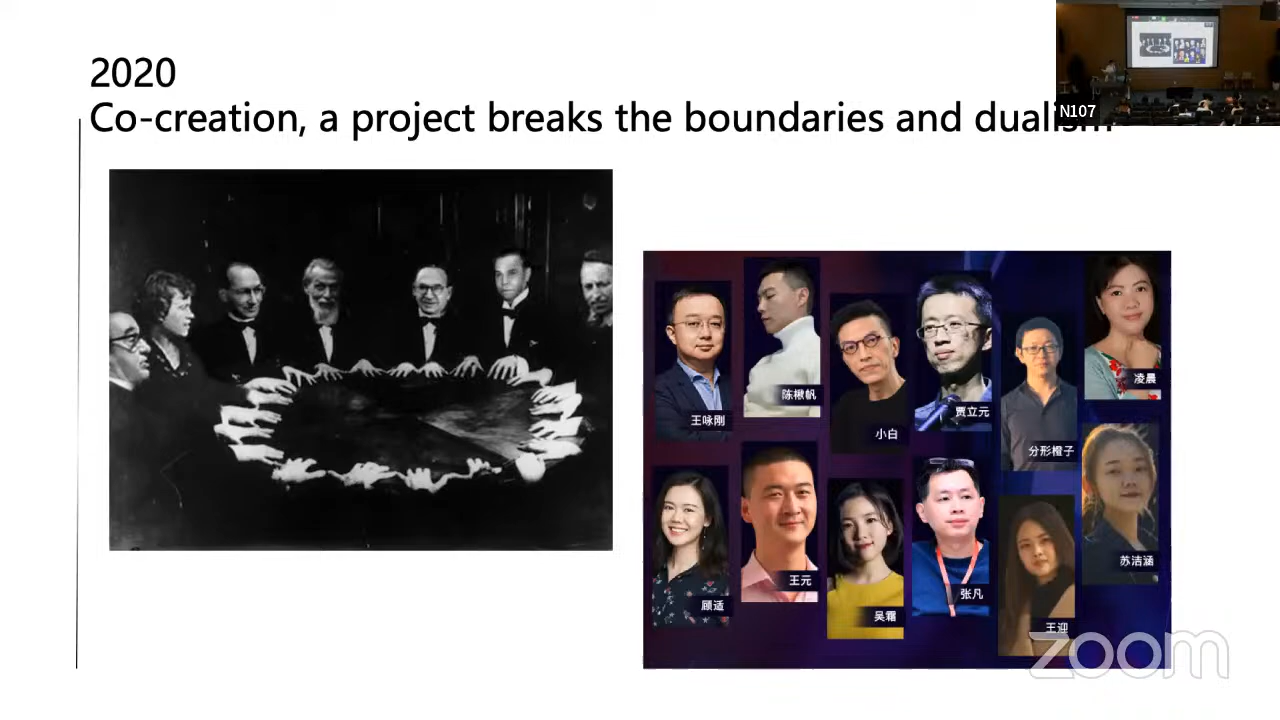 2020
Co-creation, a project breaks the boundaries and dualism
N107
王咏刚
陈楸帆
小白
贾立元
分形橙子
凌晨
顾适
王元
吴霜
张凡
王迎
苏洁涵
zoom